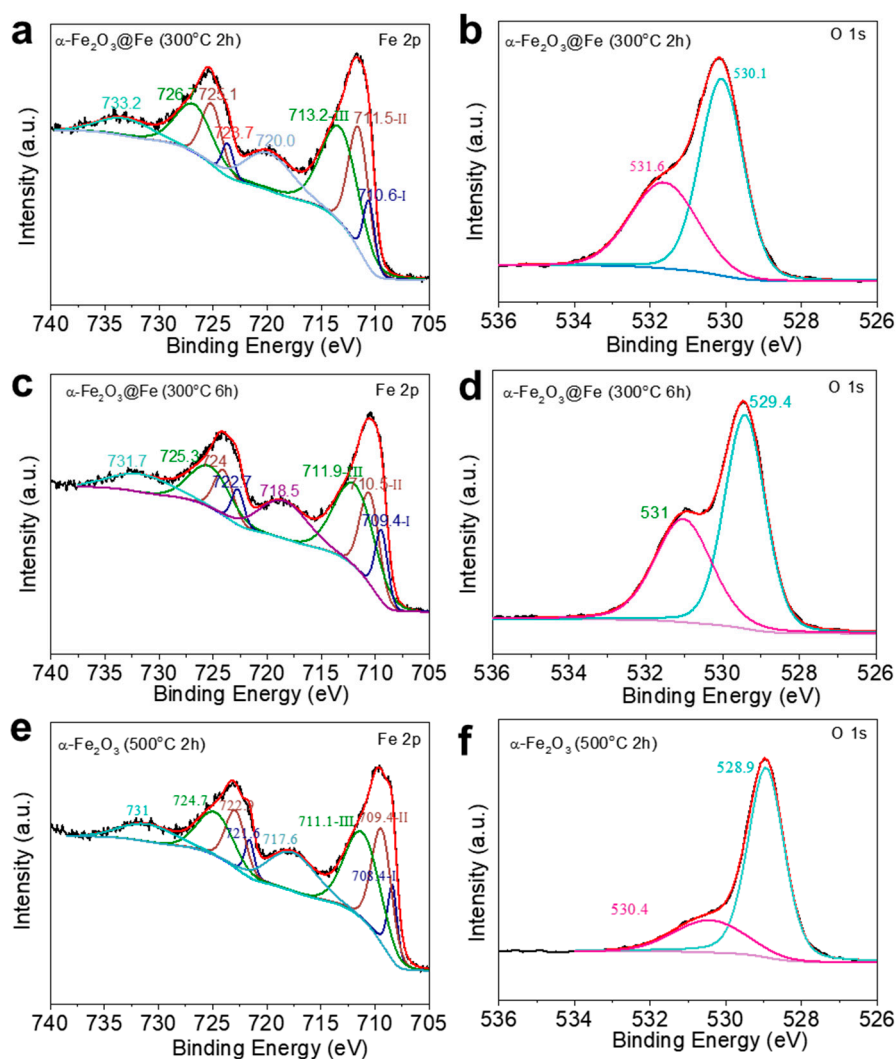 a
α-Fe₂O₃@Fe (300°C 2h)
Fe 2p
733.2
726.7
725.1
723.7
720.0
713.2-III
711.5-II
710.6-I
Intensity (a.u.)
740 735 730 725 720 715 710 705
Binding Energy (eV)
b
α-Fe₂O₃@Fe (300°C 2h)
O 1s
530.1
531.6
Intensity (a.u.)
536 534 532 530 528 526
Binding Energy (eV)
c
α-Fe₂O₃@Fe (300°C 6h)
Fe 2p
731.7
725.3
724
722.7
718.5
711.9-III
710.5-II
709.4-I
Intensity (a.u.)
740 735 730 725 720 715 710 705
Binding Energy (eV)
d
α-Fe₂O₃@Fe (300°C 6h)
O 1s
529.4
531
Intensity (a.u.)
536 534 532 530 528 526
Binding Energy (eV)
e
α-Fe₂O₃ (500°C 2h)
Fe 2p
731
724.7
722.9
721.6
717.6
711.1-III
709.4-II
708.4-I
Intensity (a.u.)
740 735 730 725 720 715 710 705
Binding Energy (eV)
f
α-Fe₂O₃ (500°C 2h)
O 1s
528.9
530.4
Intensity (a.u.)
536 534 532 530 528 526
Binding Energy (eV)